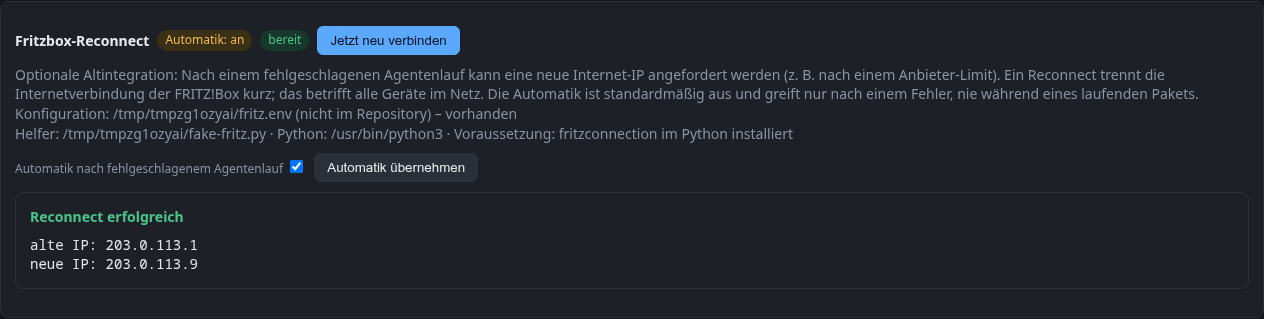 Fritzbox-Reconnect Automatik: an bereit Jetzt neu verbinden
Optionale Altintegration: Nach einem fehlgeschlagenen Agentenlauf kann eine neue Internet-IP angefordert werden (z. B. nach einem Anbieter-Limit). Ein Reconnect trennt die
Internetverbindung der FRITZ!Box kurz; das betrifft alle Geräte im Netz. Die Automatik ist standardmäßig aus und greift nur nach einem Fehler, nie während eines laufenden Pakets.
Konfiguration: /tmp/tmpzg1ozyai/fritz.env (nicht im Repository) – vorhanden
Helfer: /tmp/tmpzg1ozyai/fake-fritz.py · Python: /usr/bin/python3 · Voraussetzung: fritzconnection im Python installiert
Automatik nach fehlgeschlagenem Agentenlauf Automatik übernehmen
Reconnect erfolgreich
alte IP: 203.0.113.1
neue IP: 203.0.113.9